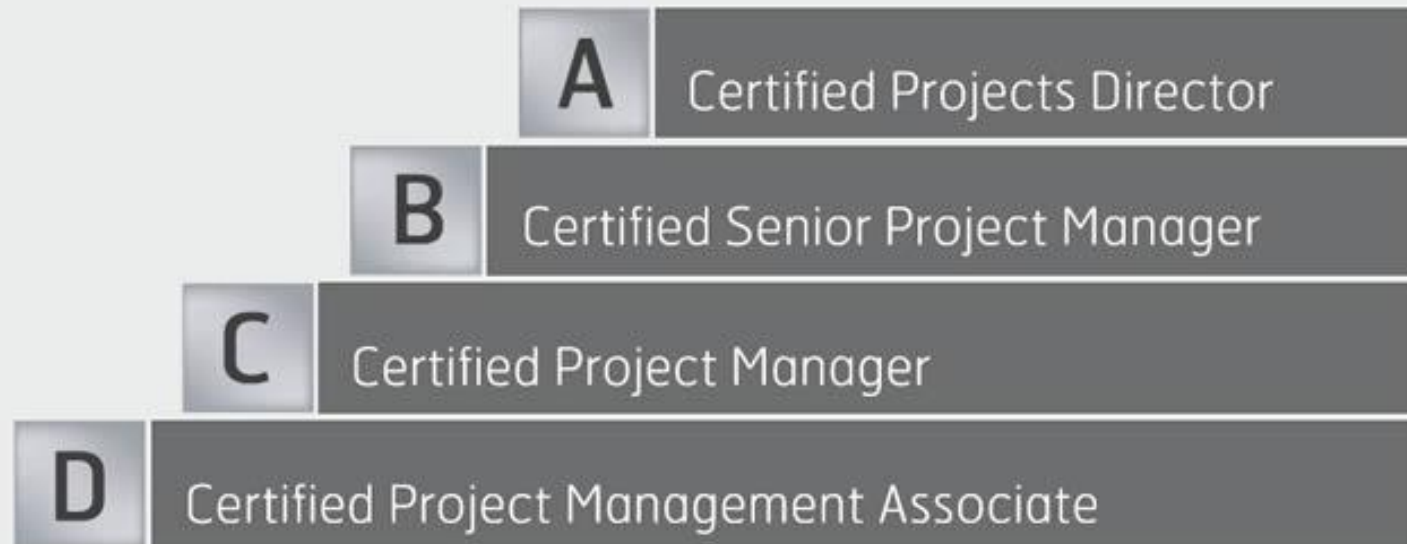 A Certified Projects Director
B Certified Senior Project Manager
C Certified Project Manager
D Certified Project Management Associate